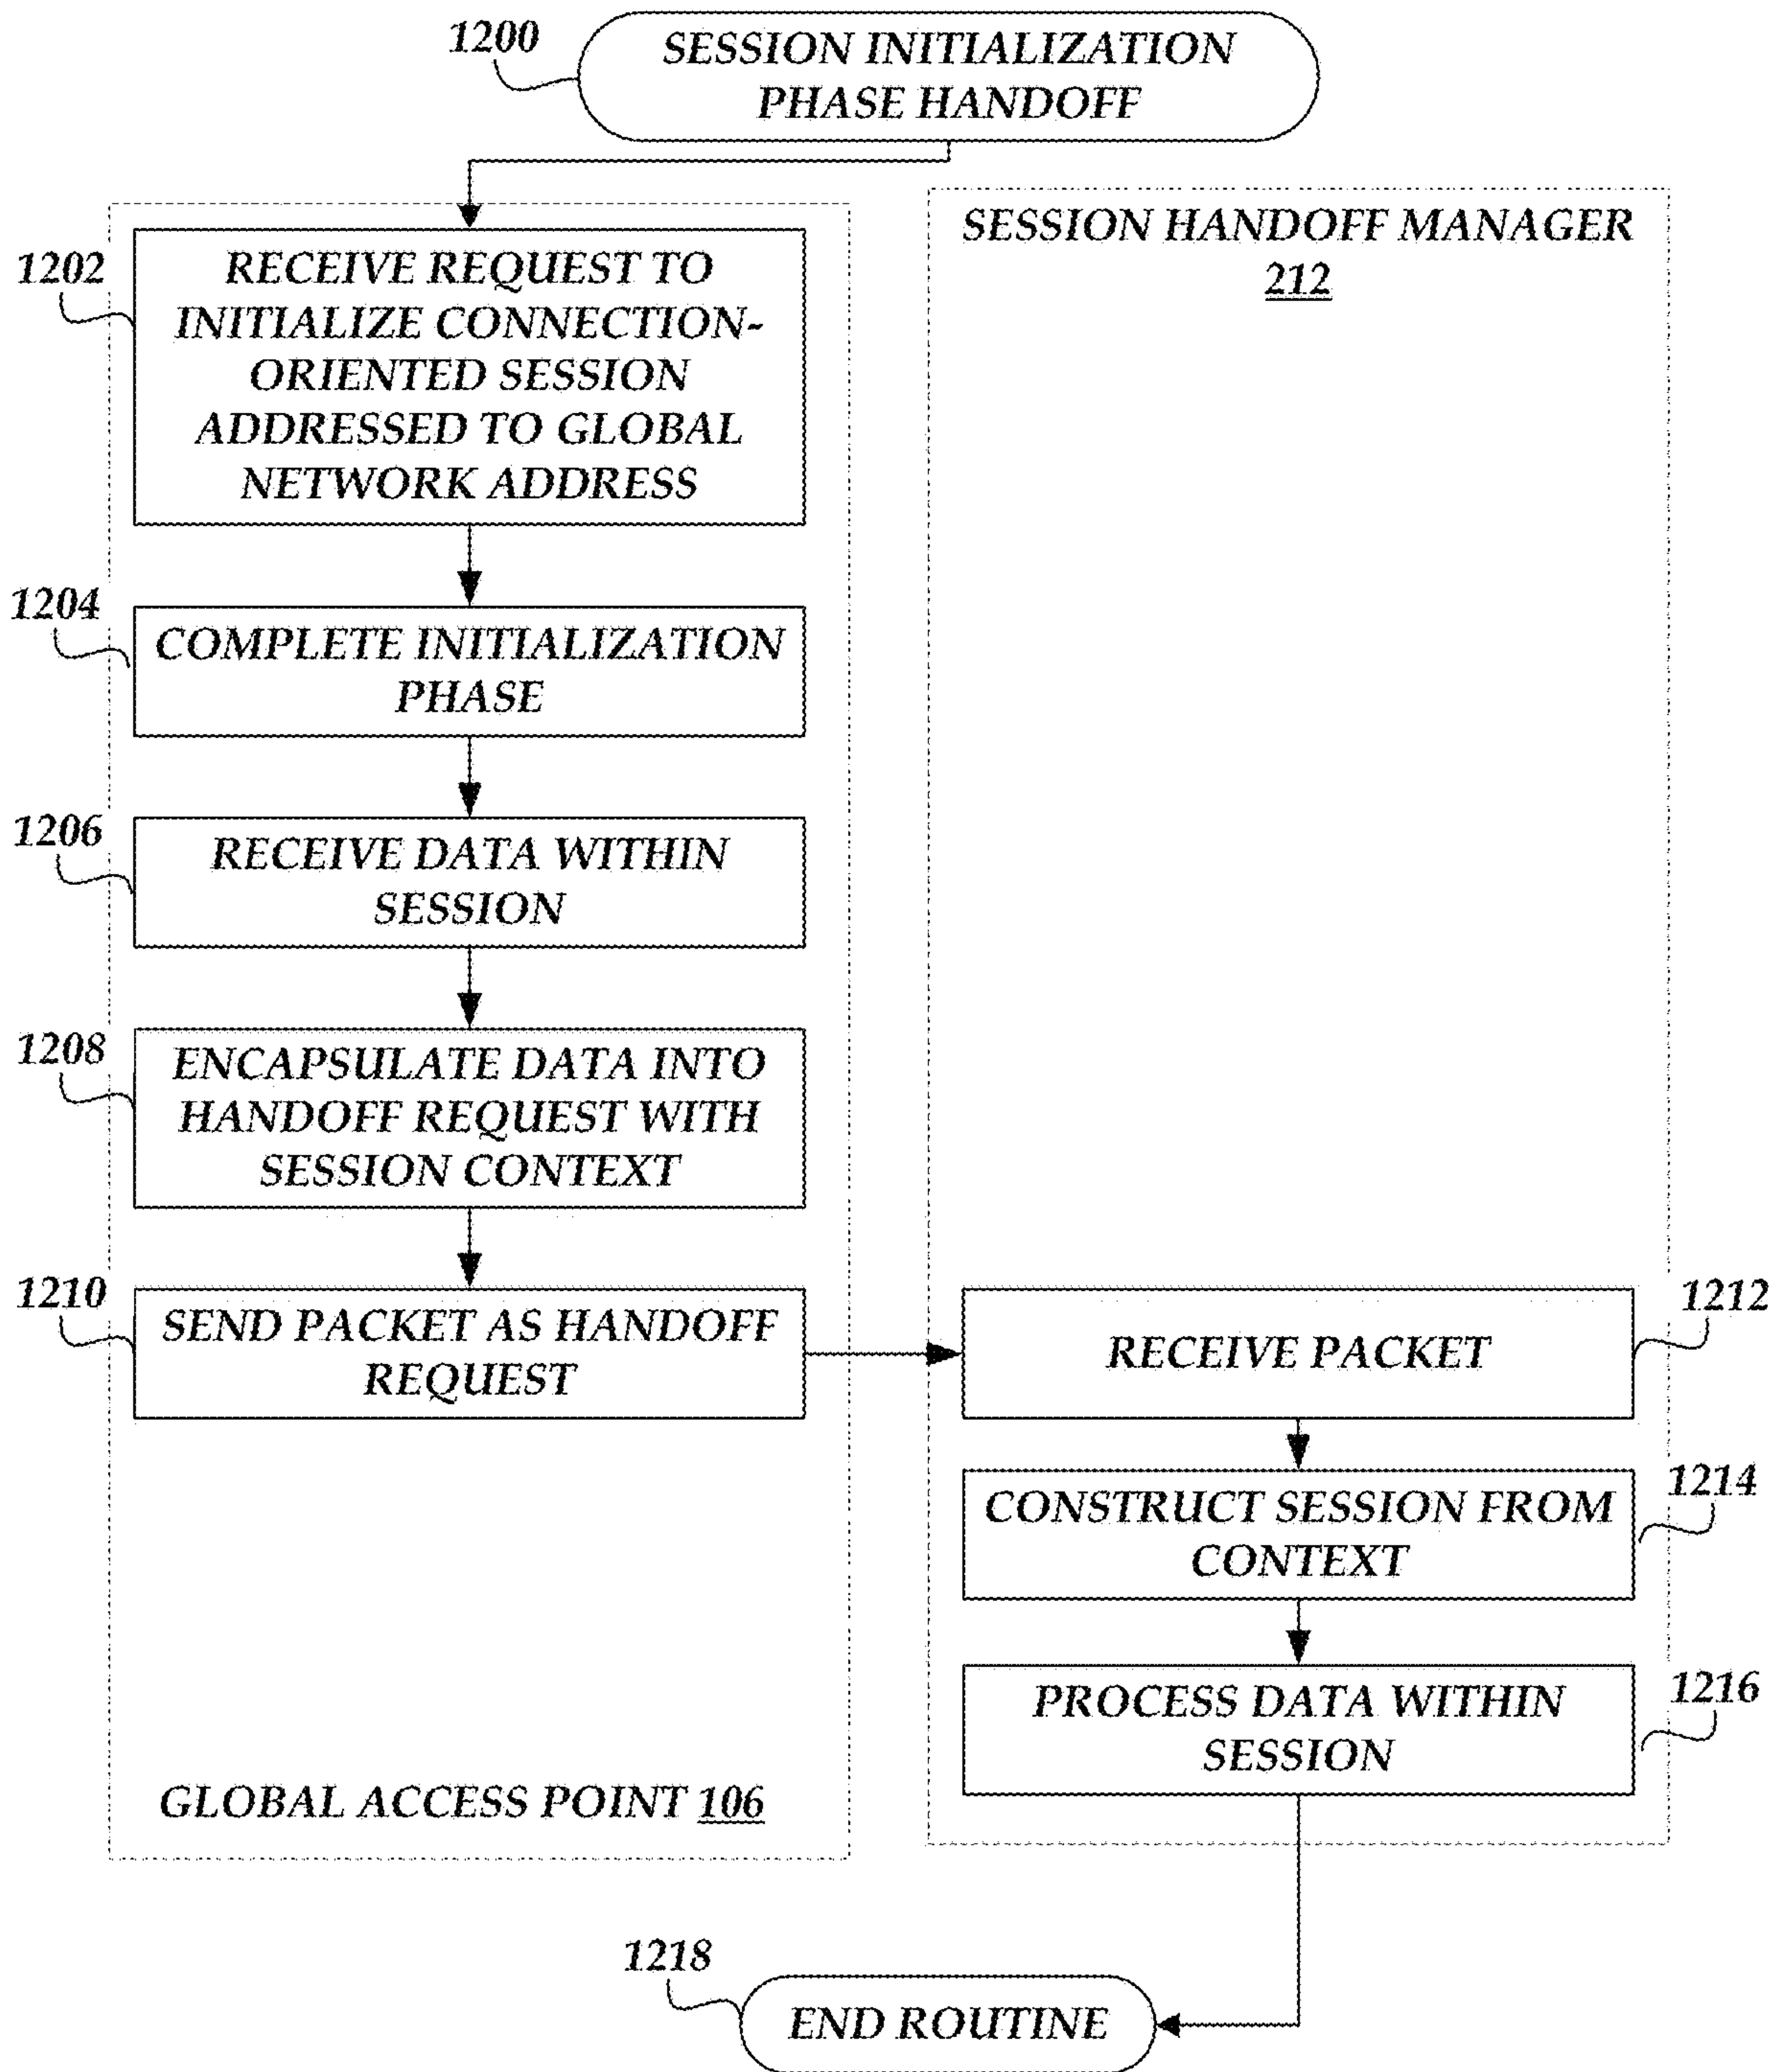 1200
SESSION INITIALIZATION
PHASE HANDOFF
1202
RECEIVE REQUEST TO
INITIALIZE CONNECTION-
ORIENTED SESSION
ADDRESSED TO GLOBAL
NETWORK ADDRESS
1204
COMPLETE INITIALIZATION
PHASE
1206
RECEIVE DATA WITHIN
SESSION
1208
ENCAPSULATE DATA INTO
HANDOFF REQUEST WITH
SESSION CONTEXT
1210
SEND PACKET AS HANDOFF
REQUEST
GLOBAL ACCESS POINT 106
SESSION HANDOFF MANAGER
212
1212
RECEIVE PACKET
1214
CONSTRUCT SESSION FROM
CONTEXT
1216
PROCESS DATA WITHIN
SESSION
1218
END ROUTINE